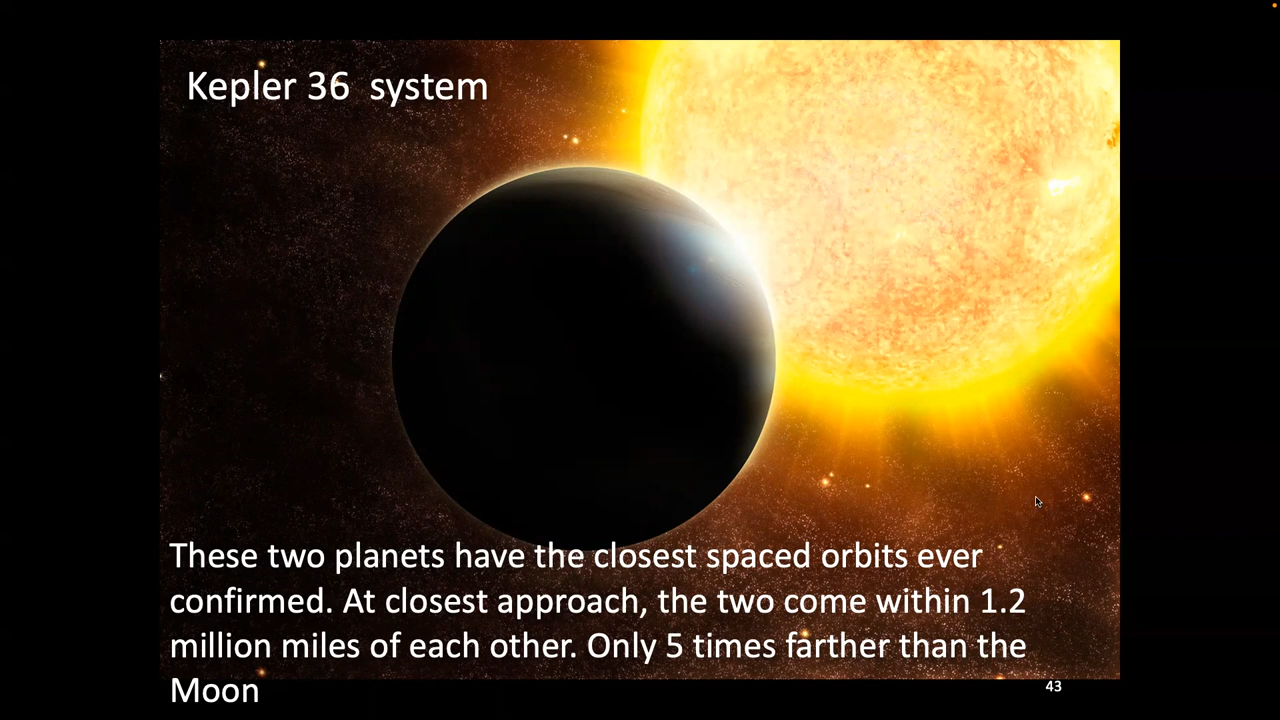 Kepler 36  system
These two planets have the closest spaced orbits ever
confirmed. At closest approach, the two come within 1.2
million miles of each other. Only 5 times farther than the
Moon
43